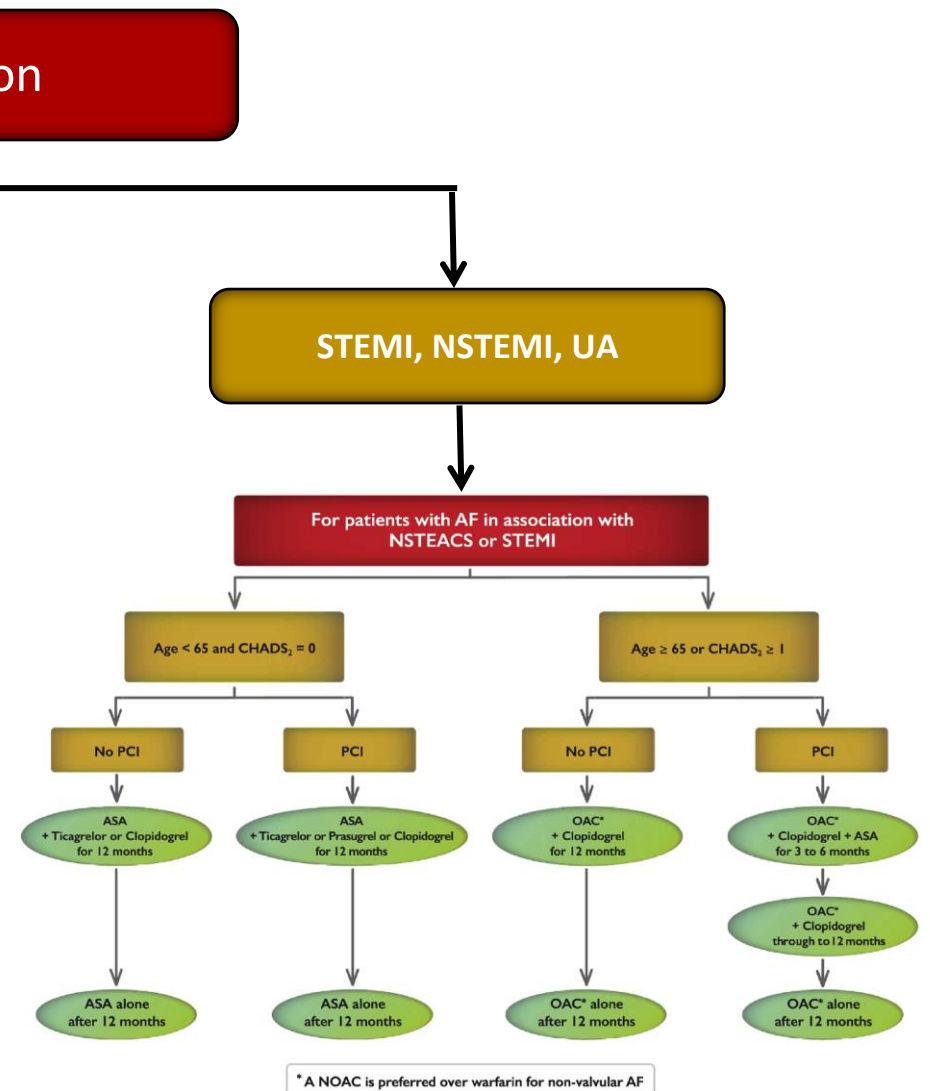 on
STEMI, NSTEMI, UA
For patients with AF in association with
NSTEACS or STEMI
Age < 65 and CHADS₂ = 0
Age ≥ 65 or CHADS₂ ≥ 1
No PCI
PCI
No PCI
PCI
ASA
+ Ticagrelor or Clopidogrel
for 12 months
ASA
+ Ticagrelor or Prasugrel or Clopidogrel
for 12 months
OAC*
+ Clopidogrel
for 12 months
OAC*
+ Clopidogrel + ASA
for 3 to 6 months
OAC*
+ Clopidogrel
through to 12 months
ASA alone
after 12 months
ASA alone
after 12 months
OAC* alone
after 12 months
OAC* alone
after 12 months
* A NOAC is preferred over warfarin for non-valvular AF